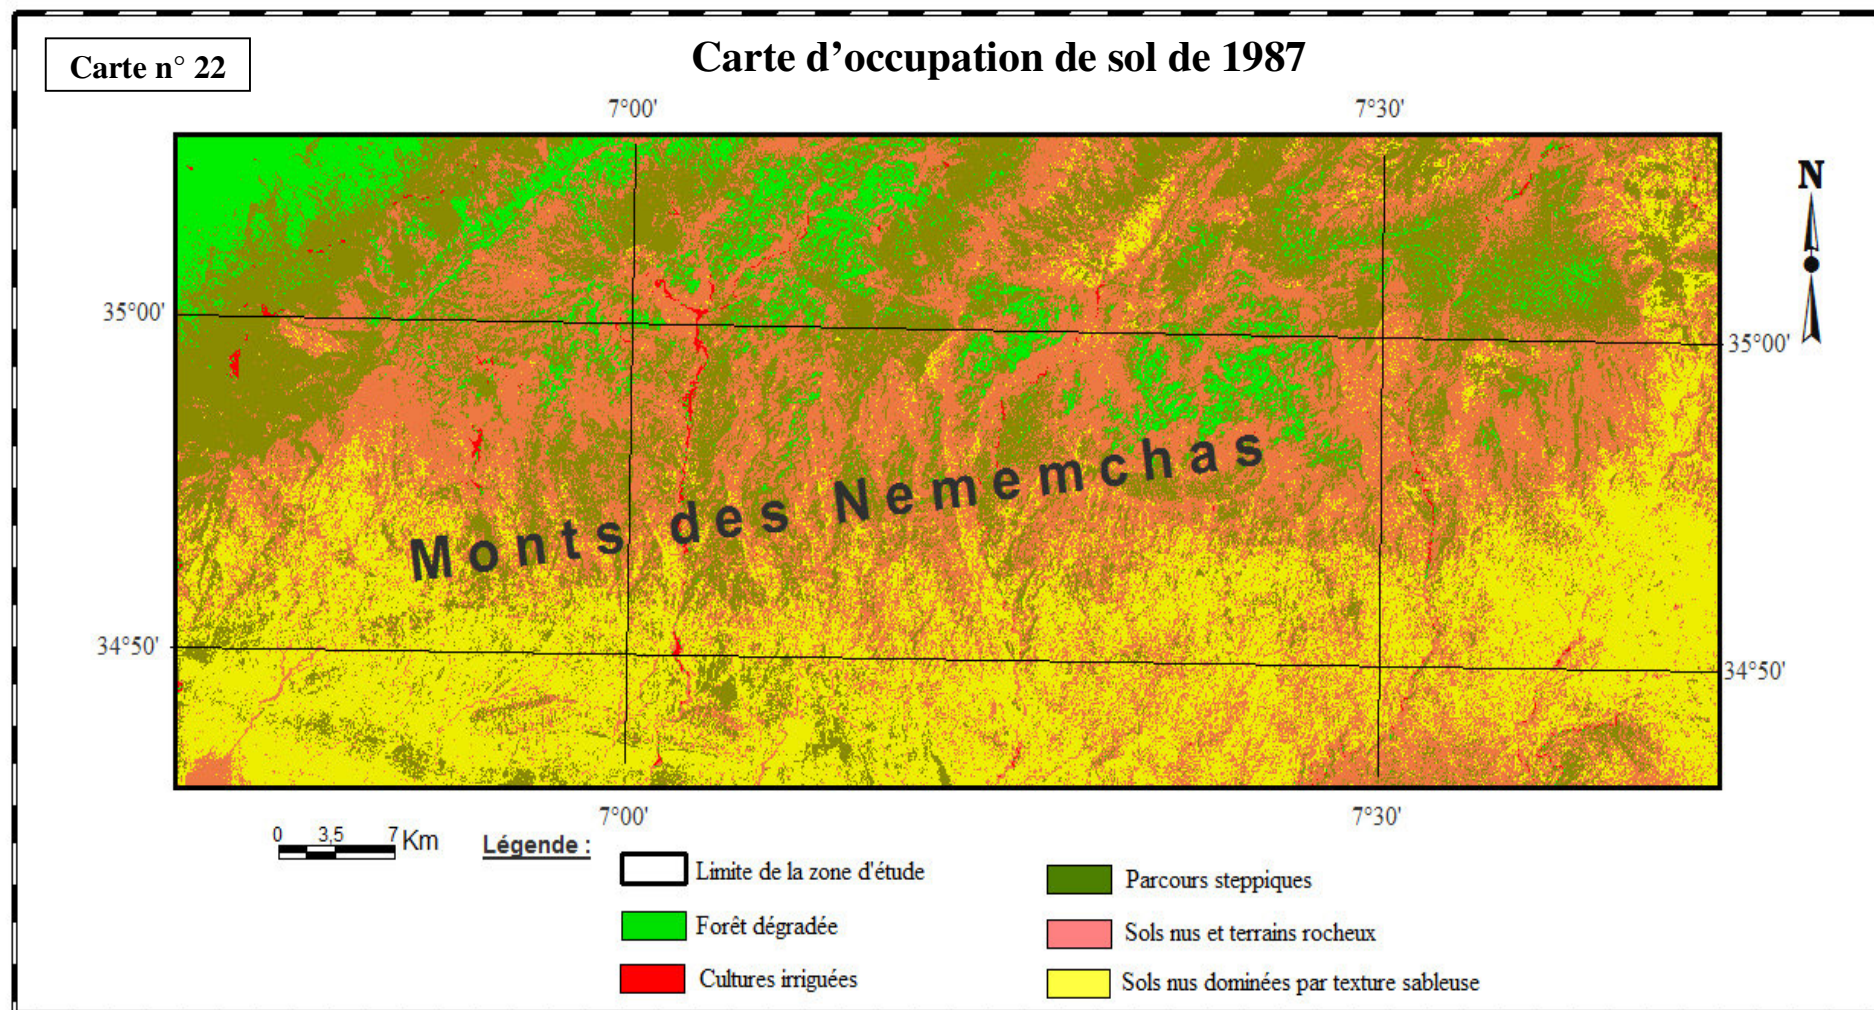 Carte n° 22
Carte d'occupation de sol de 1987
7°00' 7°30'
N
35°00'
35°00'
Monts des Nememchas
34°50'
34°50'
7°00' 7°30'
0 3,5 7 Km
Légende :
Limite de la zone d'étude
Forêt dégradée
Cultures irriguées
Parcours steppiques
Sols nus et terrains rocheux
Sols nus dominées par texture sableuse